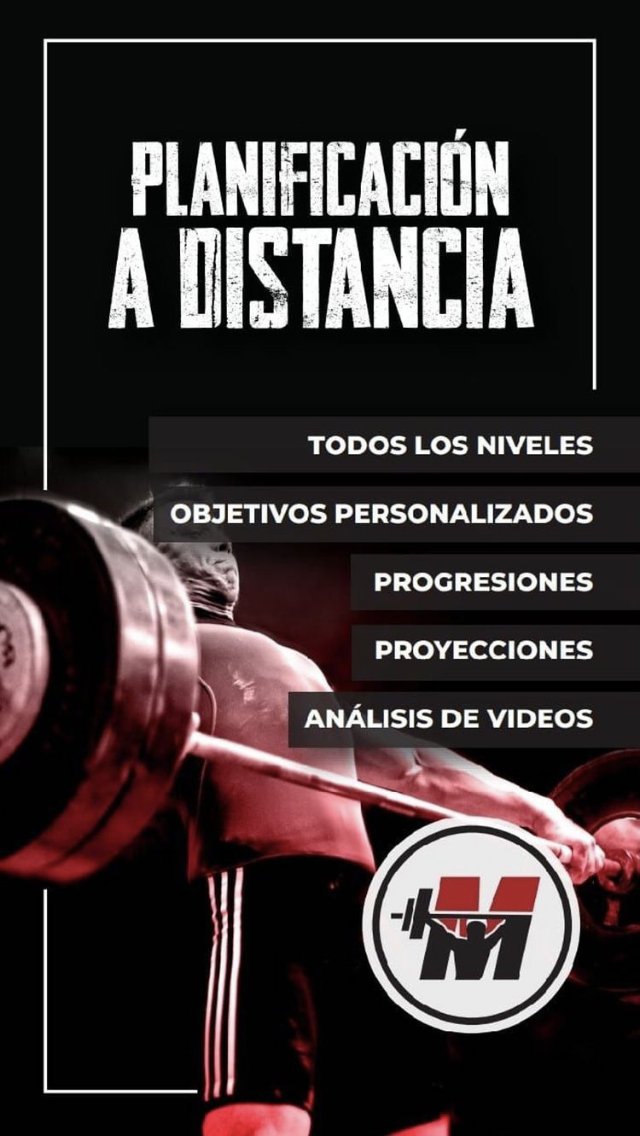 PLANIFICACIÓN
A DISTANCIA
TODOS LOS NIVELES
OBJETIVOS PERSONALIZADOS
PROGRESIONES
PROYECCIONES
ANÁLISIS DE VIDEOS
M